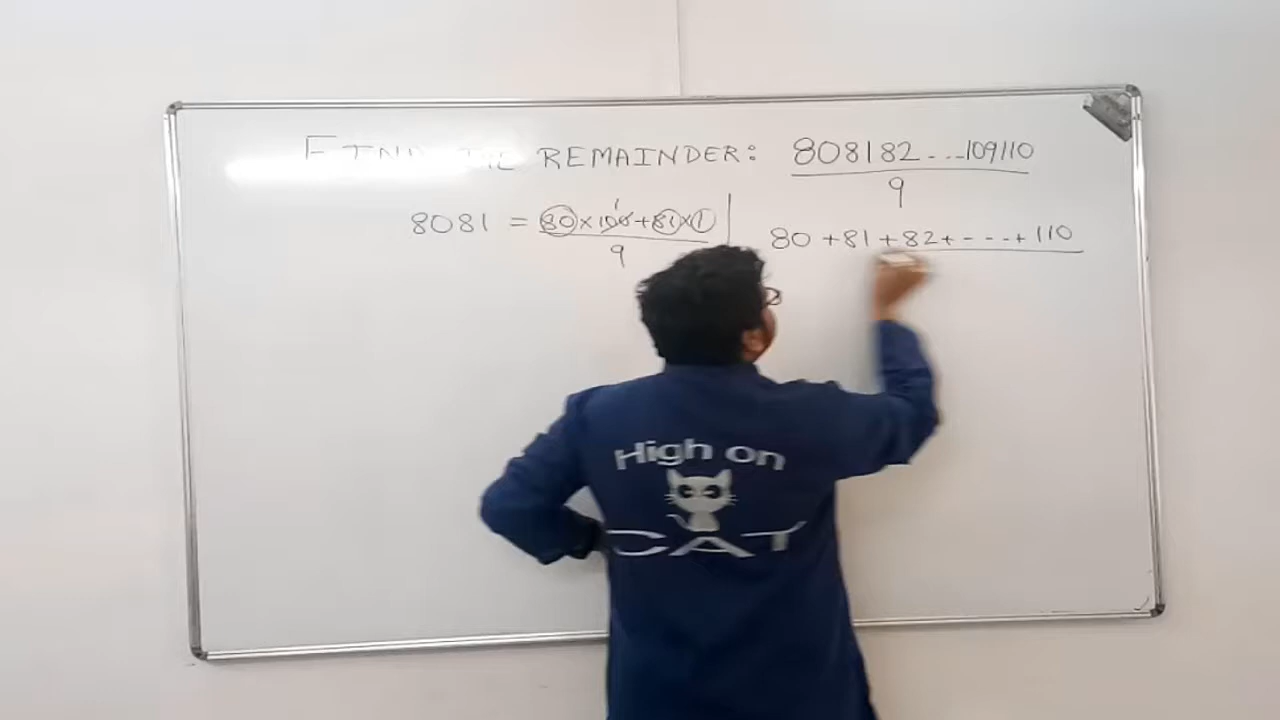 REMAINDER: 808182...109110
9
8081 = 80×100+81×1
9
80+81+82+---+110
High on
CAT